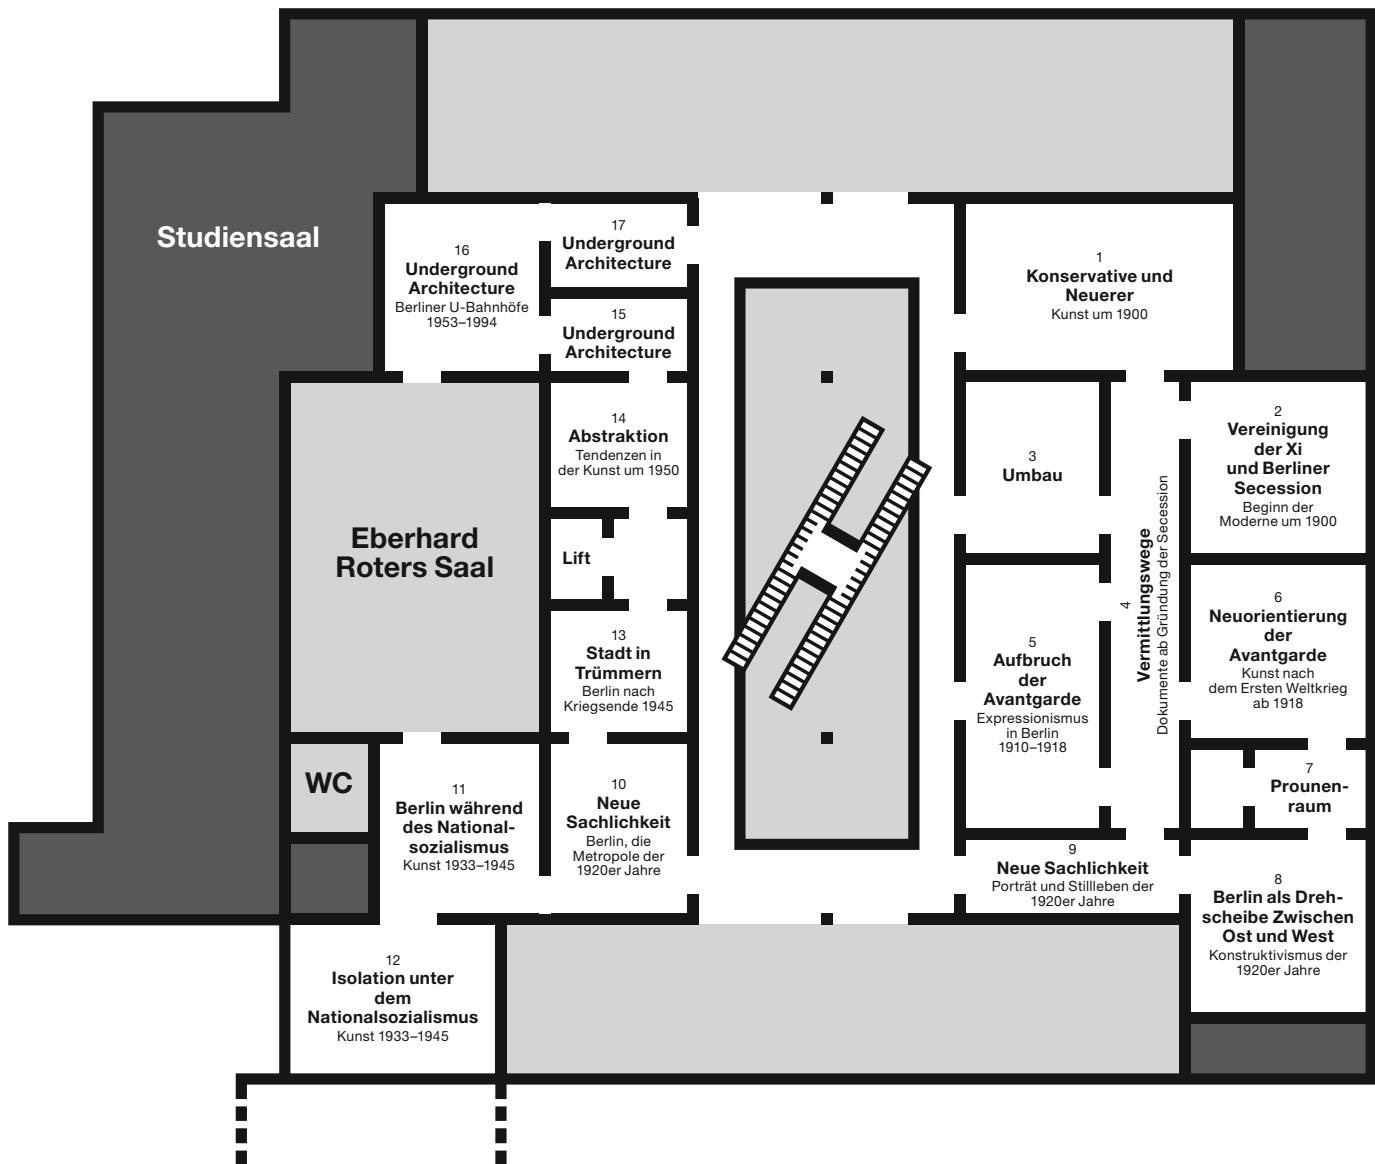 Studiensaal
16
Underground
Architecture
Berliner U-Bahnhöfe
1953–1994
17
Underground
Architecture
15
Underground
Architecture
14
Abstraktion
Tendenzen in
der Kunst um 1950
Eberhard
Roters Saal
Lift
13
Stadt in
Trümmern
Berlin nach
Kriegsende 1945
WC
11
Berlin während
des National-
sozialismus
Kunst 1933–1945
10
Neue
Sachlichkeit
Berlin, die
Metropole der
1920er Jahre
12
Isolation unter
dem
Nationalsozialismus
Kunst 1933–1945
1
Konservative und
Neuerer
Kunst um 1900
2
Vereinigung
der Xi
und Berliner
Secession
Beginn der
Moderne um 1900
3
Umbau
4
Vermittlungswege
Dokumente ab Gründung der Secession
5
Aufbruch
der
Avantgarde
Expressionismus
in Berlin
1910–1918
6
Neuorientierung
der
Avantgarde
Kunst nach
dem Ersten Weltkrieg
ab 1918
7
Prounen-
raum
9
Neue Sachlichkeit
Porträt und Stillleben der
1920er Jahre
8
Berlin als Dreh-
scheibe Zwischen
Ost und West
Konstruktivismus der
1920er Jahre